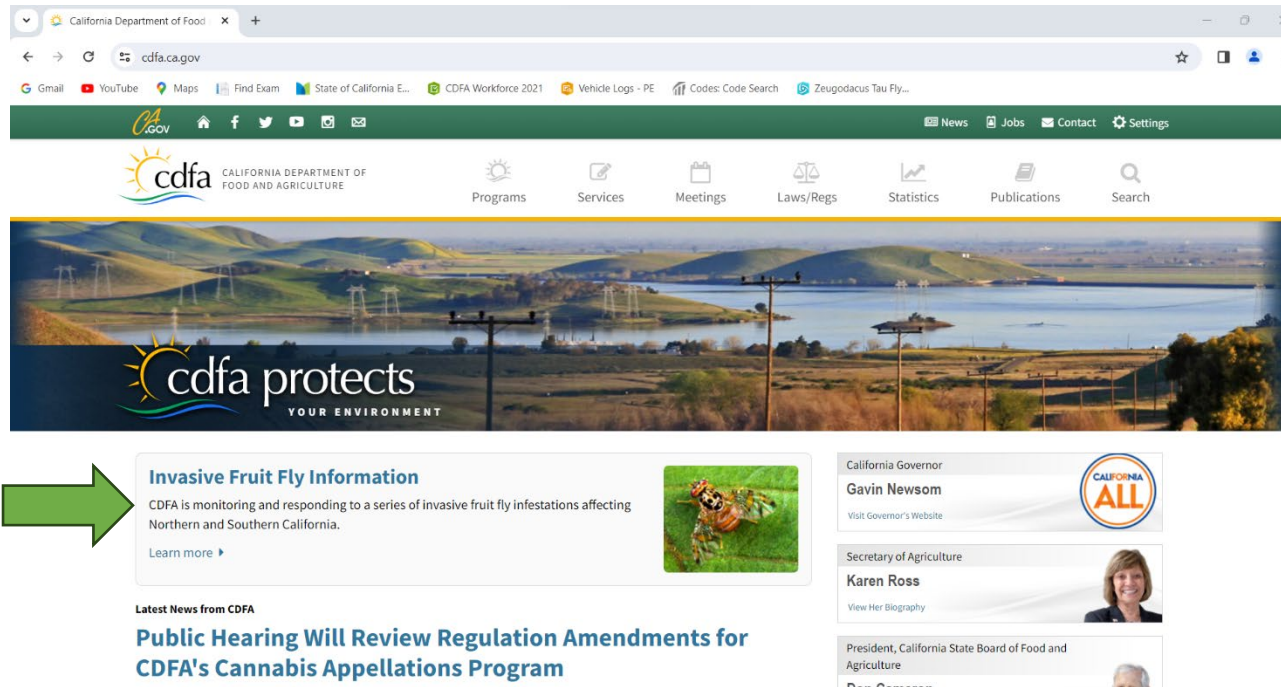 California Department of Food
cdfa.ca.gov
Gmail YouTube Maps Find Exam State of California E... CDFA Workforce 2021 Vehicle Logs - PE Codes: Code Search Zeugodacus Tau Fly...
CA.GOV News Jobs Contact Settings
cdfa CALIFORNIA DEPARTMENT OF
FOOD AND AGRICULTURE
Programs Services Meetings Laws/Regs Statistics Publications Search
cdfa protects
YOUR ENVIRONMENT
Invasive Fruit Fly Information
CDFA is monitoring and responding to a series of invasive fruit fly infestations affecting
Northern and Southern California.
Learn more
Latest News from CDFA
Public Hearing Will Review Regulation Amendments for
CDFA's Cannabis Appellations Program
California Governor
Gavin Newsom
Visit Governor's Website
CALIFORNIA
ALL
Secretary of Agriculture
Karen Ross
View Her Biography
President, California State Board of Food and
Agriculture
Don Cameron